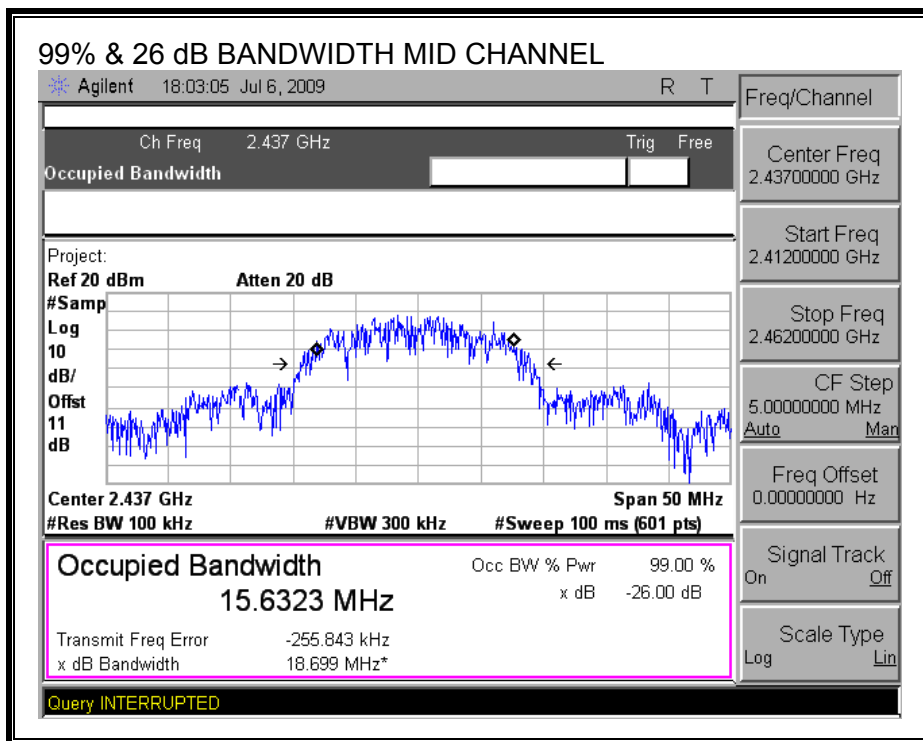 99% & 26 dB BANDWIDTH MID CHANNEL
Agilent 18:03:05 Jul 6, 2009 R T
Ch Freq 2.437 GHz Trig Free
Occupied Bandwidth
Project:
Ref 20 dBm Atten 20 dB
#Samp
Log
10
dB/
Offst
11
dB
Center 2.437 GHz Span 50 MHz
#Res BW 100 kHz #VBW 300 kHz #Sweep 100 ms (601 pts)
Occupied Bandwidth Occ BW % Pwr 99.00 %
15.6323 MHz x dB -26.00 dB
Transmit Freq Error -255.843 kHz
x dB Bandwidth 18.699 MHz*
Query INTERRUPTED
Freq/Channel
Center Freq
2.43700000 GHz
Start Freq
2.41200000 GHz
Stop Freq
2.46200000 GHz
CF Step
5.00000000 MHz
Auto Man
Freq Offset
0.00000000 Hz
Signal Track
On Off
Scale Type
Log Lin